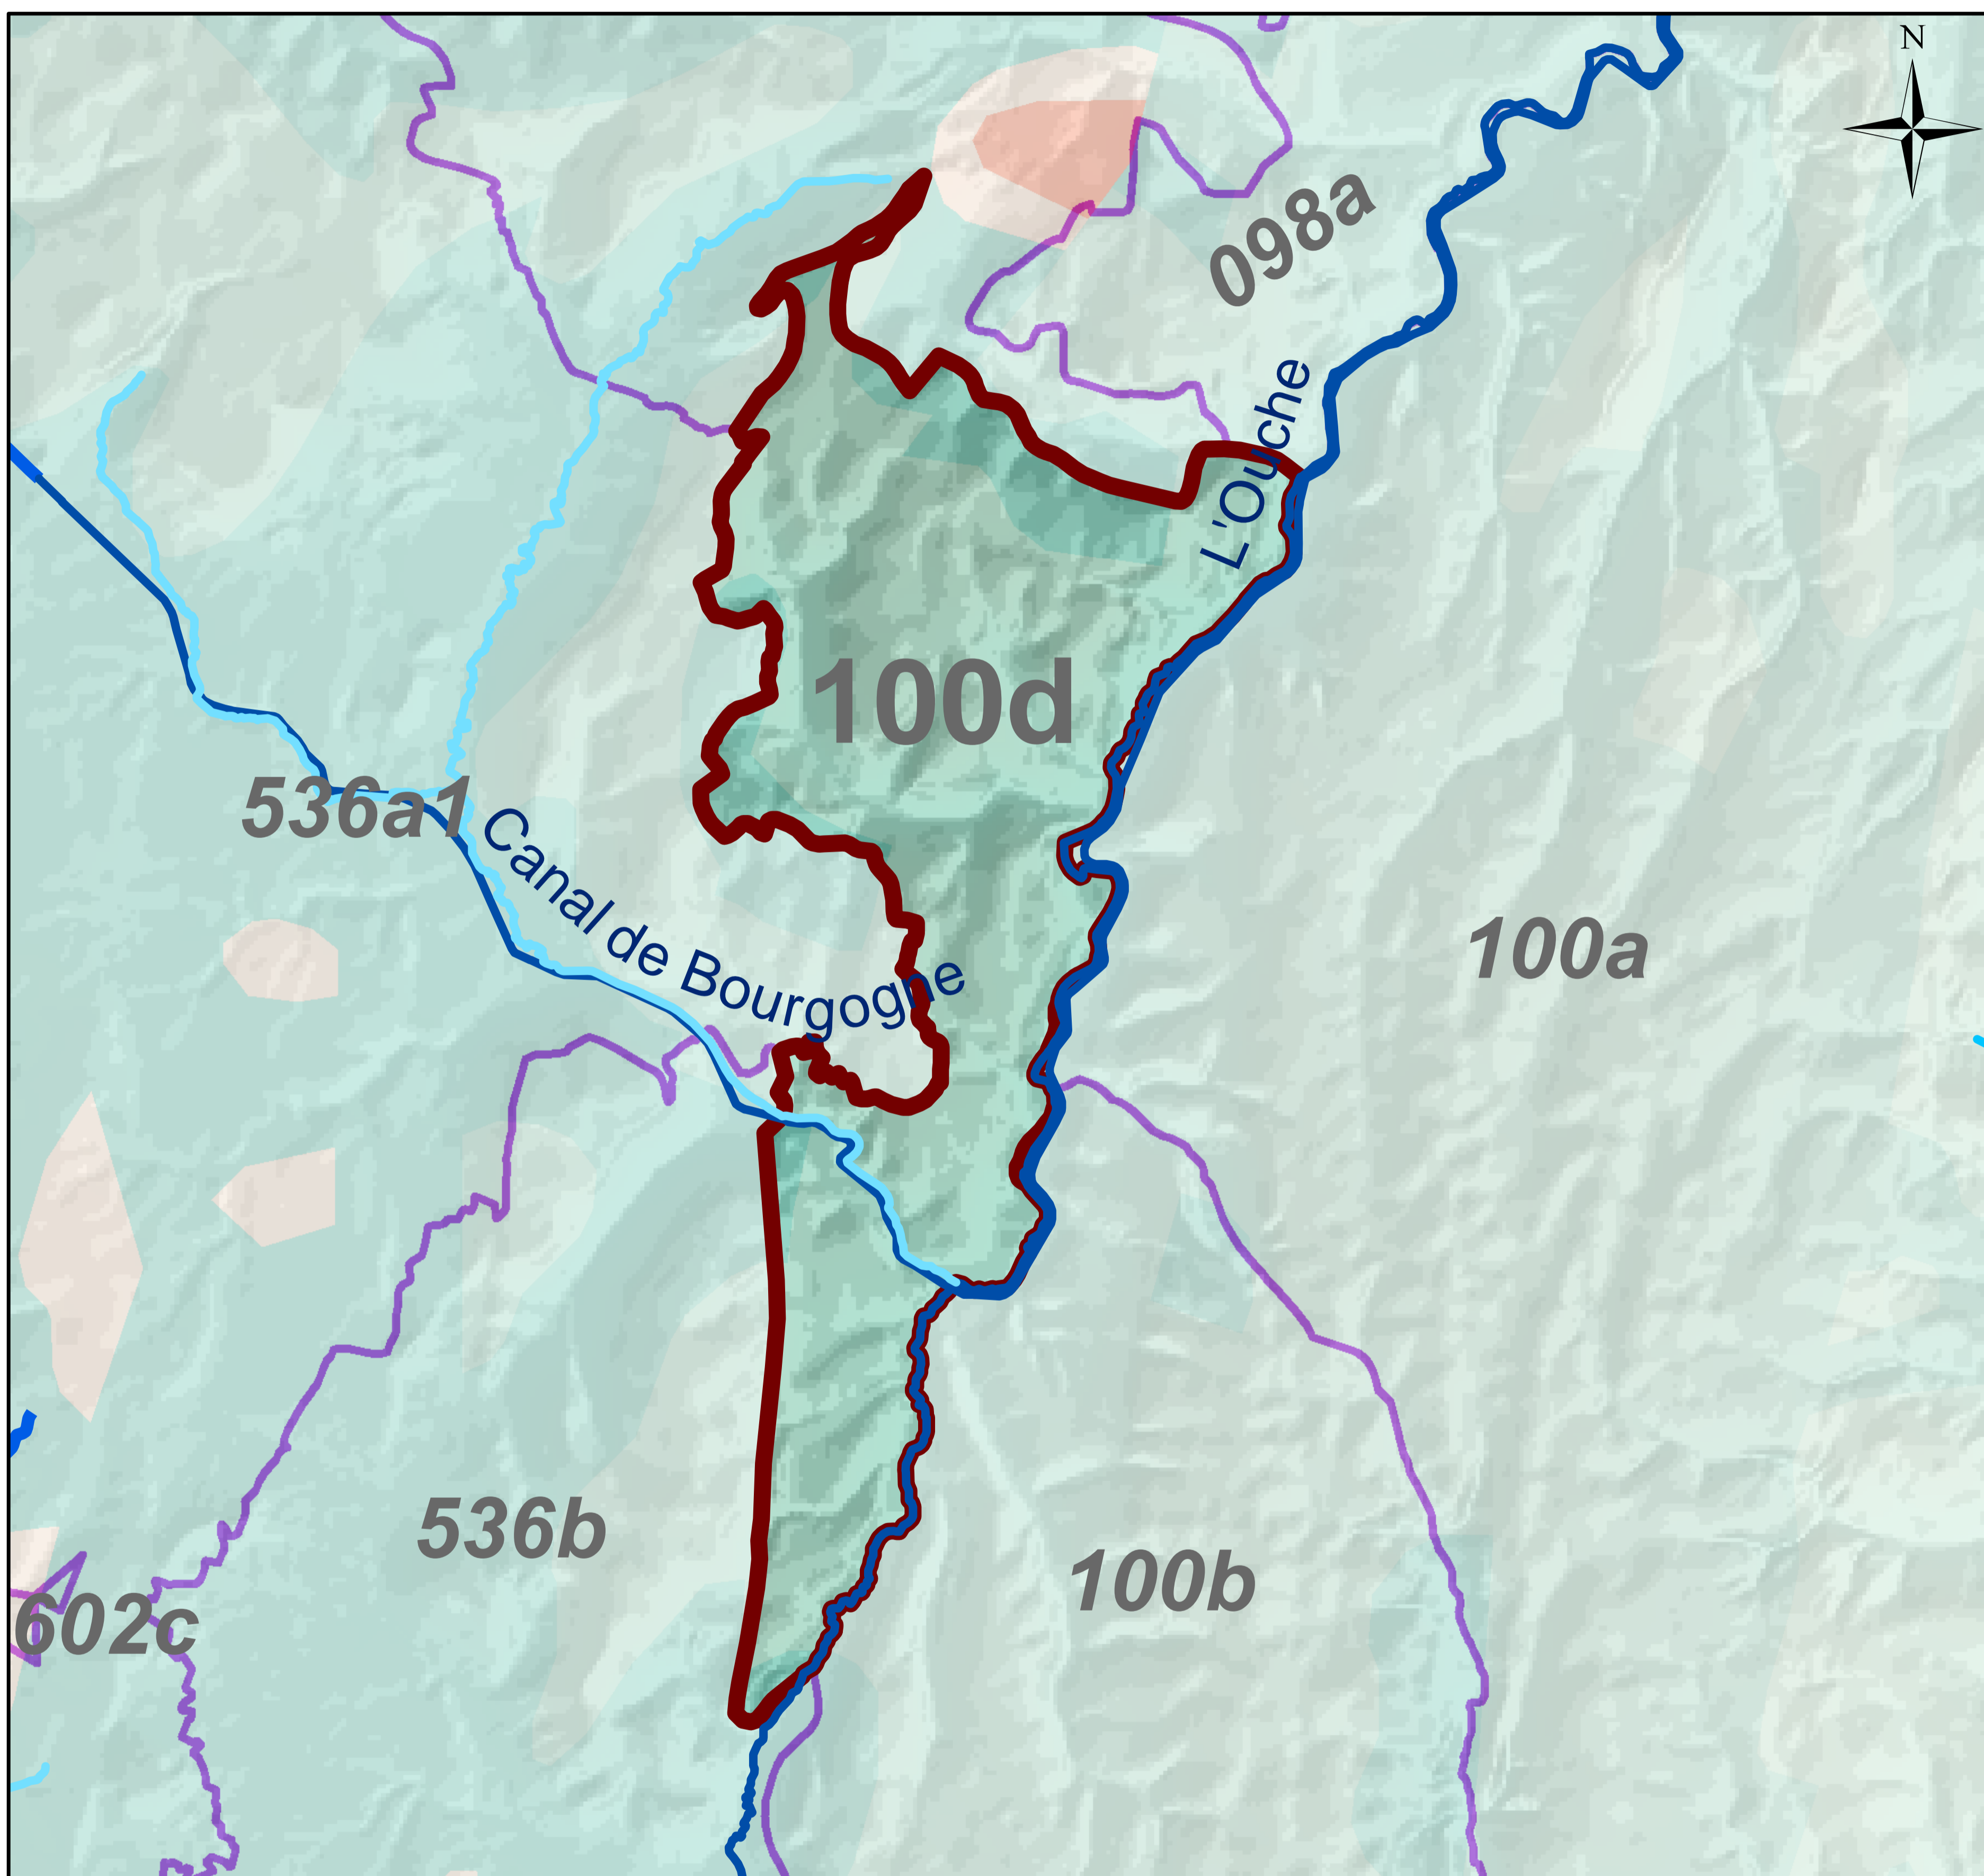 N
098a
L'Ouche
100d
536a1
Canal de Bourgogne
100a
536b
100b
602c